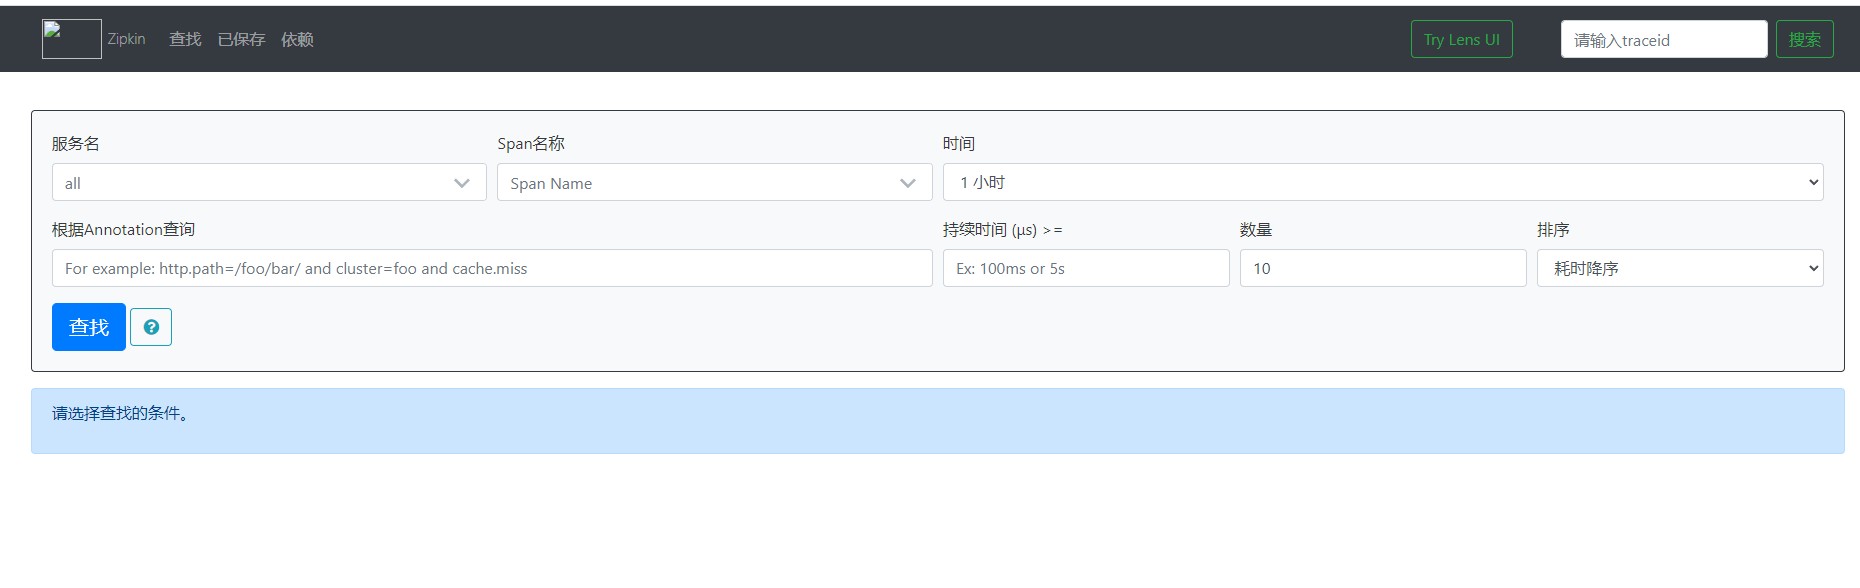 Zipkin 查找 已保存 依赖 Try Lens UI 请输入traceid 搜索
服务名 Span名称 时间
all Span Name 1 小时
根据Annotation查询 持续时间 (μs) >= 数量 排序
For example: http.path=/foo/bar/ and cluster=foo and cache.miss Ex: 100ms or 5s 10 耗时降序
查找 ?
请选择查找的条件。